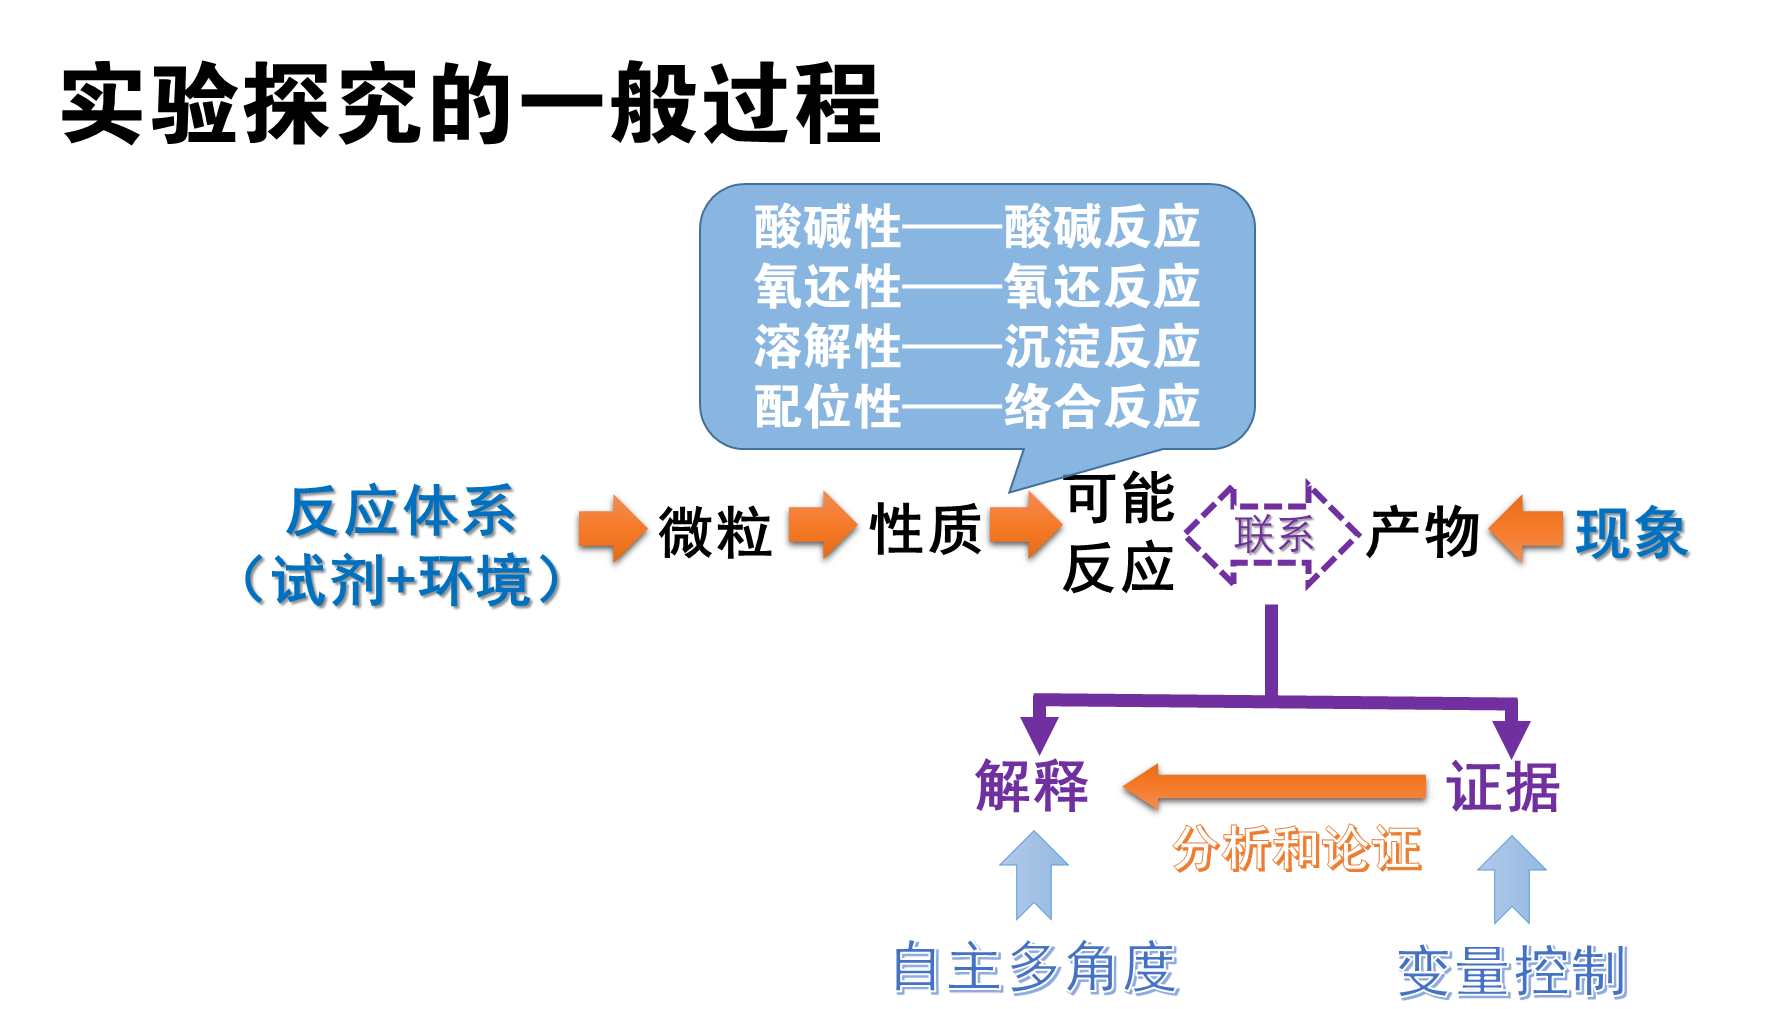 实验探究的一般过程
酸碱性——酸碱反应
氧还性——氧还反应
溶解性——沉淀反应
配位性——络合反应
反应体系
（试剂+环境）
微粒
性质
可能
反应
联系
产物
现象
解释
证据
分析和论证
自主多角度
变量控制